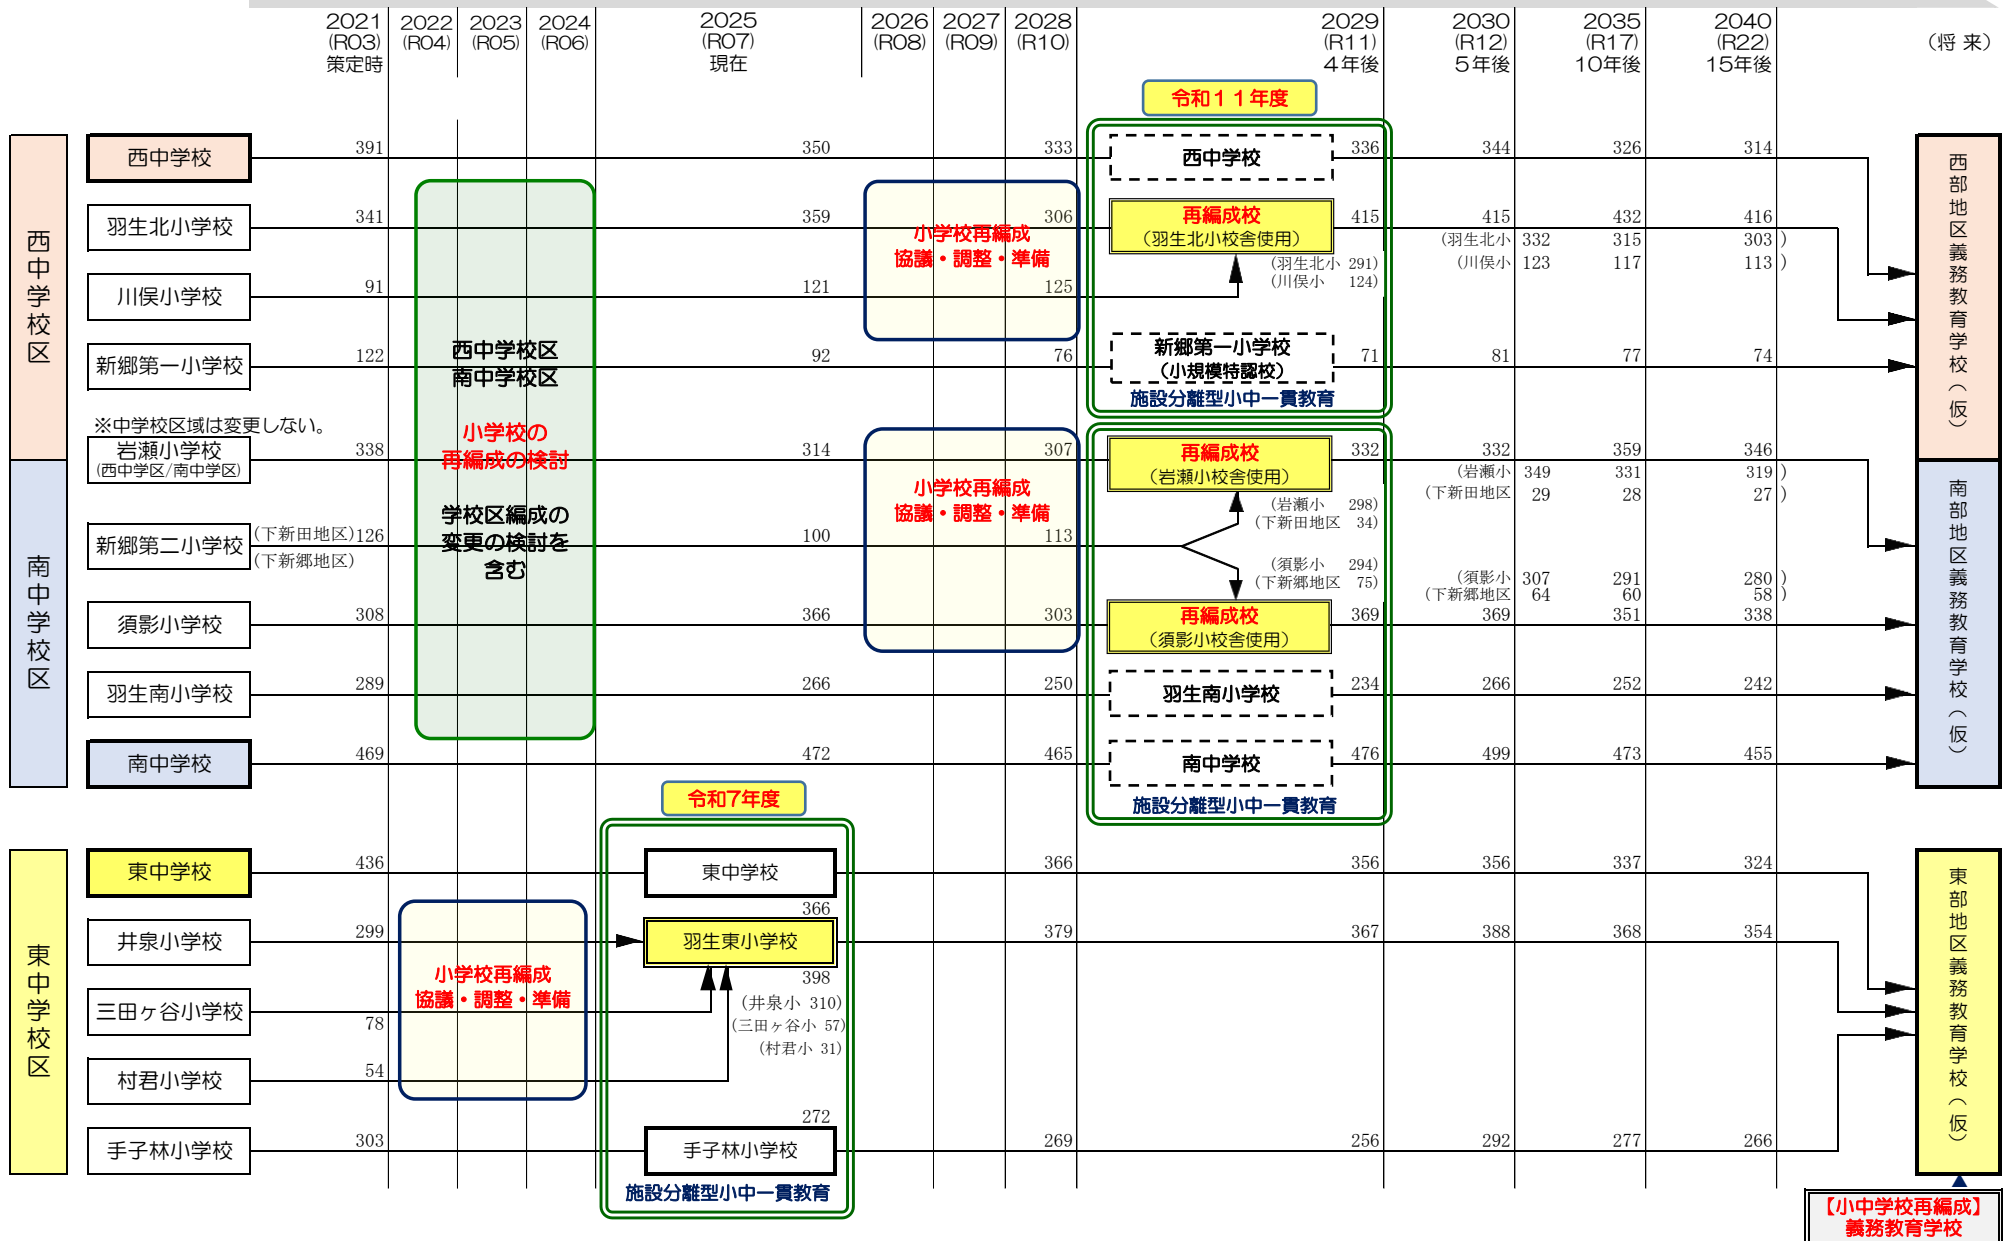 2021 2022 2023 2024 2025 2026 2027 2028 2029 2030 2035 2040
(R03) (R04) (R05) (R06) (R07) (R08) (R09) (R10) (R11) (R12) (R17) (R22) （将 来）
策定時 現在 4年後 5年後 10年後 15年後
令和１１年度
西中学校区
西中学校 391 350 333 西中学校 336 344 326 314
羽生北小学校 341 359 306 再編成校 415 415 432 416
（羽生北小校舎使用）
(羽生北小 332 315 303 )
(羽生北小 291)
(川俣小 123 117 113 )
(川俣小 124)
小学校再編成
協議・調整・準備
川俣小学校 91 121 125
新郷第一小学校 122 92 76 新郷第一小学校 71 81 77 74
（小規模特認校）
施設分離型小中一貫教育
西中学校区
南中学校区
小学校の
再編成の検討
学校区編成の
変更の検討を
含む
※中学校区域は変更しない。
南中学校区
岩瀬小学校 338 314 307 再編成校 332 332 359 346
(西中学区/南中学区)
（岩瀬小校舎使用）
(岩瀬小 349 331 319 )
(下新田地区 29 28 27 )
小学校再編成
協議・調整・準備
(岩瀬小 298)
(下新田地区 34)
新郷第二小学校 (下新田地区) 126 100 113
(下新郷地区)
(須影小 294)
(下新郷地区 75)
(須影小 307 291 280 )
(下新郷地区 64 60 58 )
須影小学校 308 366 303 再編成校 369 369 351 338
（須影小校舎使用）
羽生南小学校 289 266 250 羽生南小学校 234 266 252 242
南中学校 469 472 465 南中学校 476 499 473 455
施設分離型小中一貫教育
令和7年度
東中学校区
東中学校 436 東中学校 366 356 356 337 324
366
井泉小学校 299 羽生東小学校 379 367 388 368 354
398
小学校再編成
協議・調整・準備
(井泉小 310)
(三田ヶ谷小 57)
(村君小 31)
三田ヶ谷小学校 78
村君小学校 54
272
手子林小学校 303 手子林小学校 269 256 292 277 266
施設分離型小中一貫教育
西部地区義務教育学校（仮）
南部地区義務教育学校（仮）
東部地区義務教育学校（仮）
【小中学校再編成】
義務教育学校